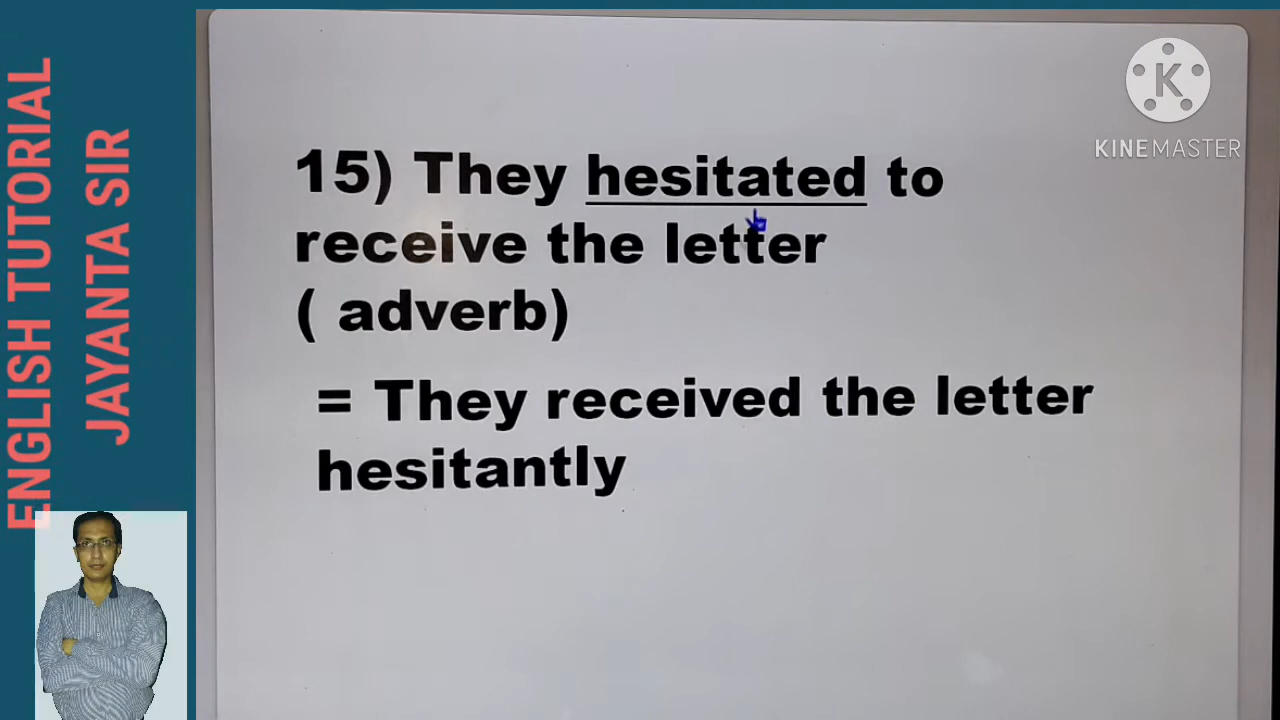 ENGLISH TUTORIAL
JAYANTA SIR
K
KINEMASTER
15) They hesitated to
receive the letter
( adverb)
= They received the letter
hesitantly